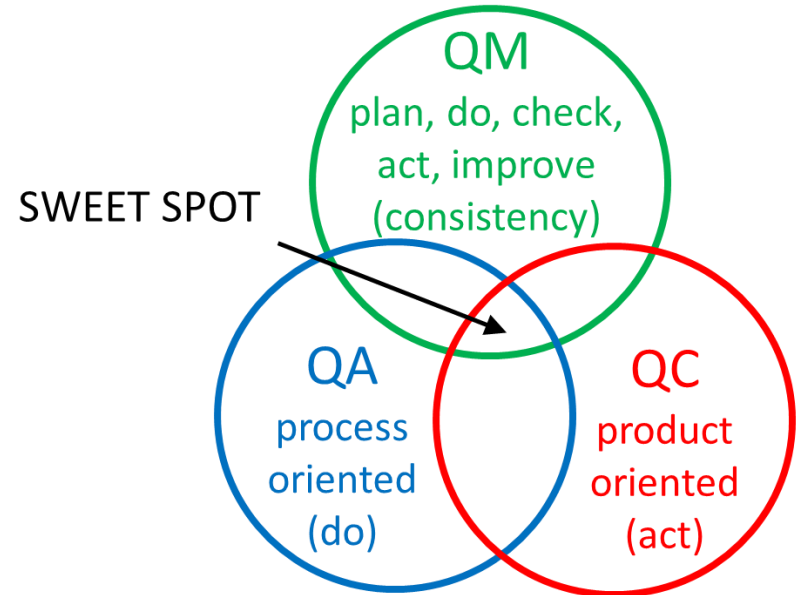 QM
plan, do, check,
act, improve
(consistency)
SWEET SPOT
QA
process
oriented
(do)
QC
product
oriented
(act)